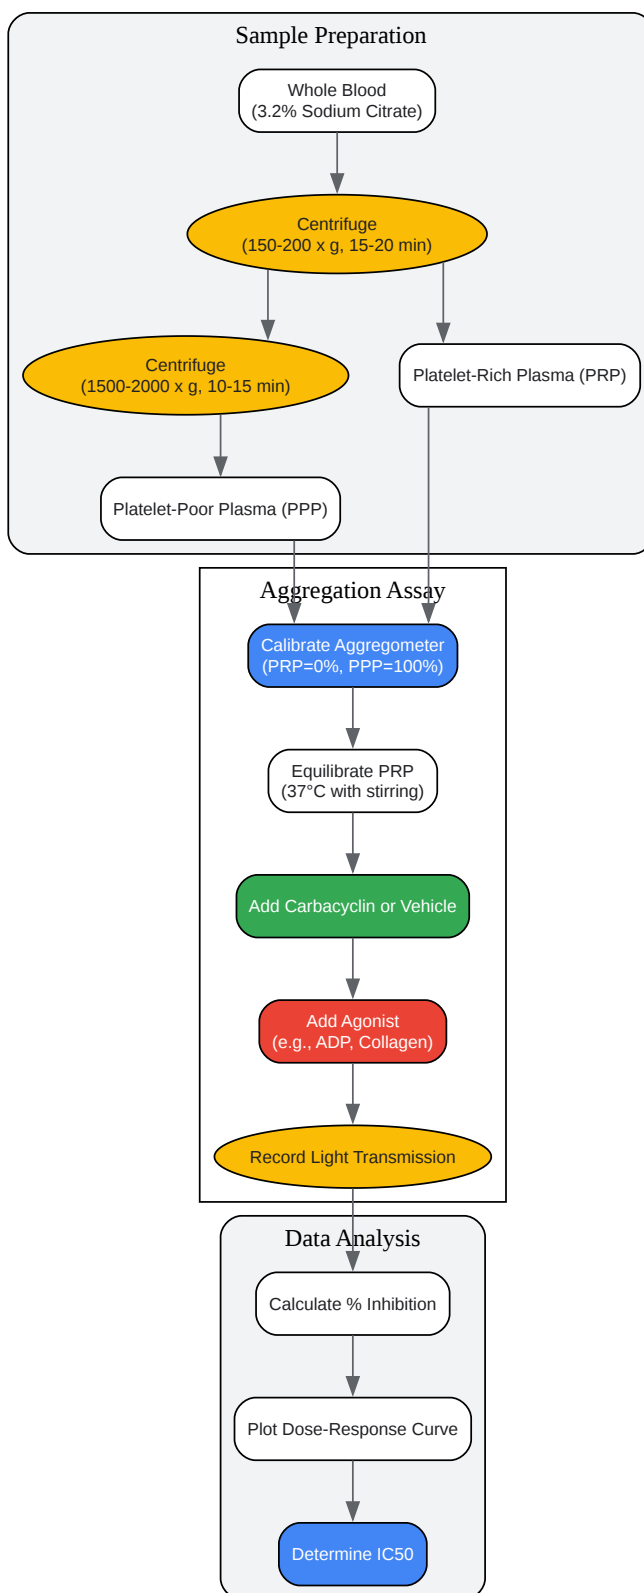 Sample Preparation
Whole Blood
(3.2% Sodium Citrate)
Centrifuge
(150-200 x g, 15-20 min)
Centrifuge
(1500-2000 x g, 10-15 min)
Platelet-Rich Plasma (PRP)
Platelet-Poor Plasma (PPP)
Aggregation Assay
Calibrate Aggregometer
(PRP=0%, PPP=100%)
Equilibrate PRP
(37°C with stirring)
Add Carbacyclin or Vehicle
Add Agonist
(e.g., ADP, Collagen)
Record Light Transmission
Data Analysis
Calculate % Inhibition
Plot Dose-Response Curve
Determine IC50